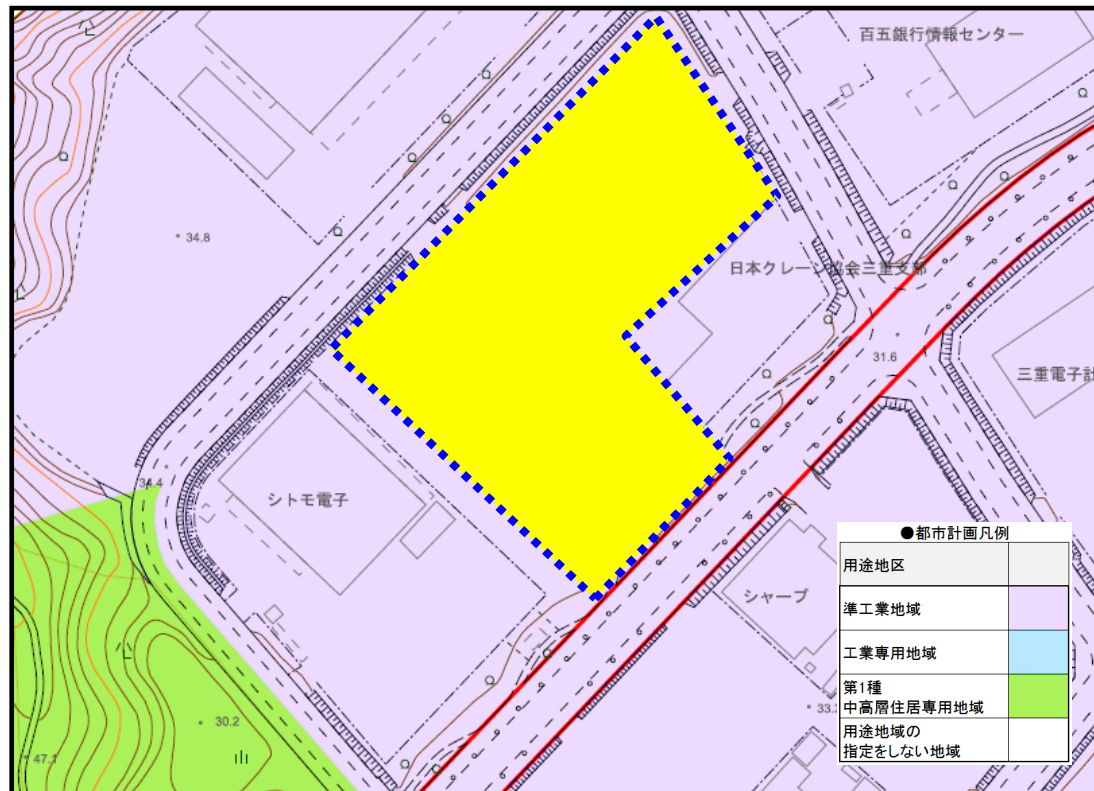 百五銀行情報センター
34.8
日本クレーン協会三重支部
31.6
三重電子計
34.4
シトモ電子
シャープ
30.2
47.1
●都市計画凡例
用途地区
準工業地域
工業専用地域
第1種
中高層住居専用地域
用途地域の
指定をしない地域